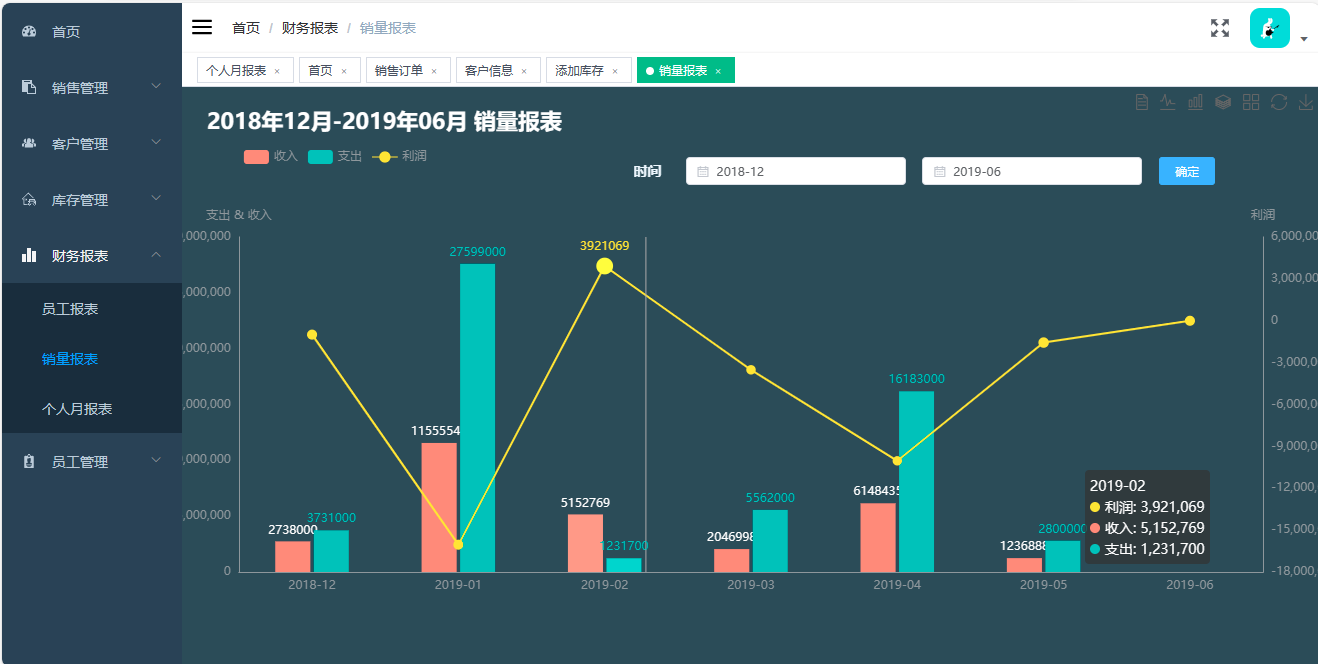 首页
销售管理
客户管理
库存管理
财务报表
员工报表
销量报表
个人月报表
员工管理
首页 / 财务报表 / 销量报表
个人月报表 × 首页 × 销售订单 × 客户信息 × 添加库存 × 销量报表 ×
2018年12月-2019年06月 销量报表
收入 支出 利润
时间 2018-12 2019-06 确定
支出 & 收入
利润
,000,000
,000,000
,000,000
,000,000
,000,000
,000,000
0
6,000,00
3,000,00
0
-3,000,0
-6,000,0
-9,000,0
-12,000,
-15,000,
-18,000,
3921069
27599000
16183000
1155554
5152769
6148435
5562000
3731000
2738000
1231700
2046998
1236888
2800000
2019-02
利润: 3,921,069
收入: 5,152,769
支出: 1,231,700
2018-12 2019-01 2019-02 2019-03 2019-04 2019-05 2019-06